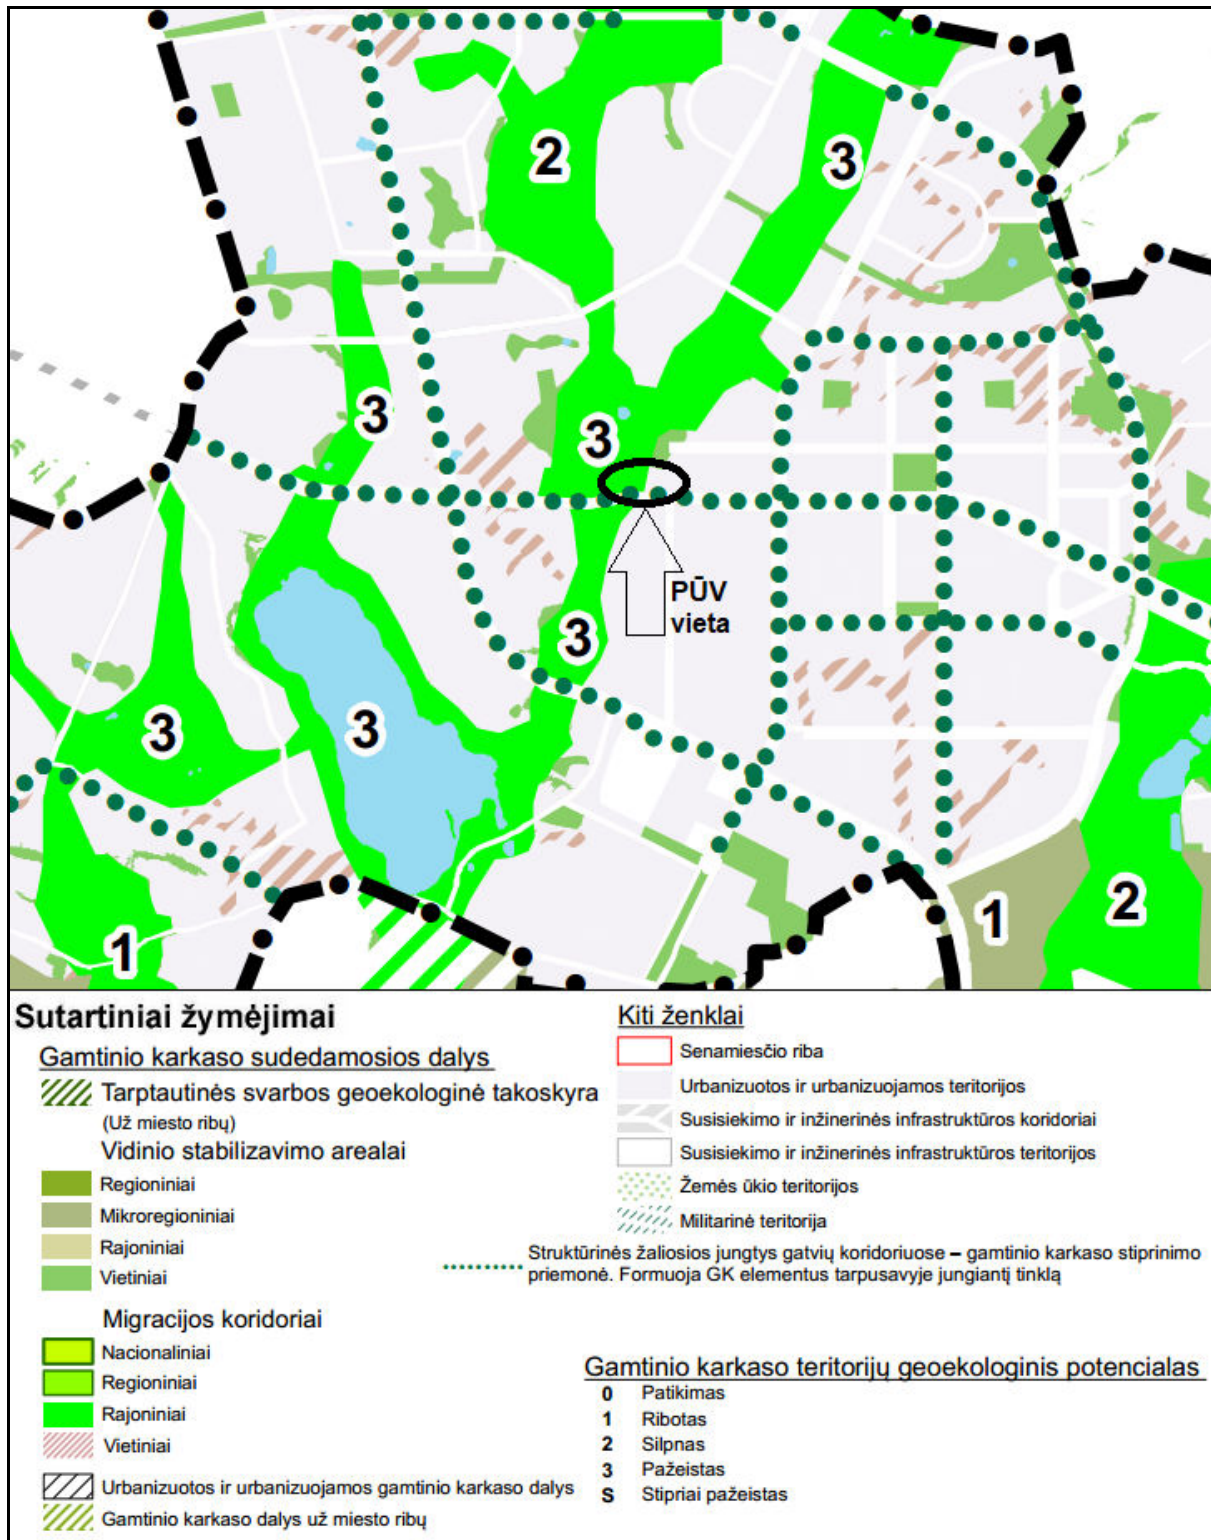 2
3
3
3
PŪV
vieta
3
3
3
1
1
2
Sutartiniai žymėjimai
Gamtinio karkaso sudedamosios dalys
Tarptautinės svarbos geoekologinė takoskyra
(Už miesto ribų)
Vidinio stabilizavimo arealai
Regioniniai
Mikroregioniniai
Rajoniniai
Vietiniai
Migracijos koridoriai
Nacionaliniai
Regioniniai
Rajoniniai
Vietiniai
Urbanizuotos ir urbanizuojamos gamtinio karkaso dalys
Gamtinio karkaso dalys už miesto ribų
Kiti ženklai
Senamiesčio riba
Urbanizuotos ir urbanizuojamos teritorijos
Susisiekimo ir inžinerinės infrastruktūros koridoriai
Susisiekimo ir inžinerinės infrastruktūros teritorijos
Žemės ūkio teritorijos
Militarinė teritorija
Struktūrinės žaliosios jungtys gatvių koridoriuose – gamtinio karkaso stiprinimo
priemonė. Formuoja GK elementus tarpusavyje jungiantį tinklą
Gamtinio karkaso teritorijų geoekologinis potencialas
0 Patikimas
1 Ribotas
2 Silpnas
3 Pažeistas
S Stipriai pažeistas